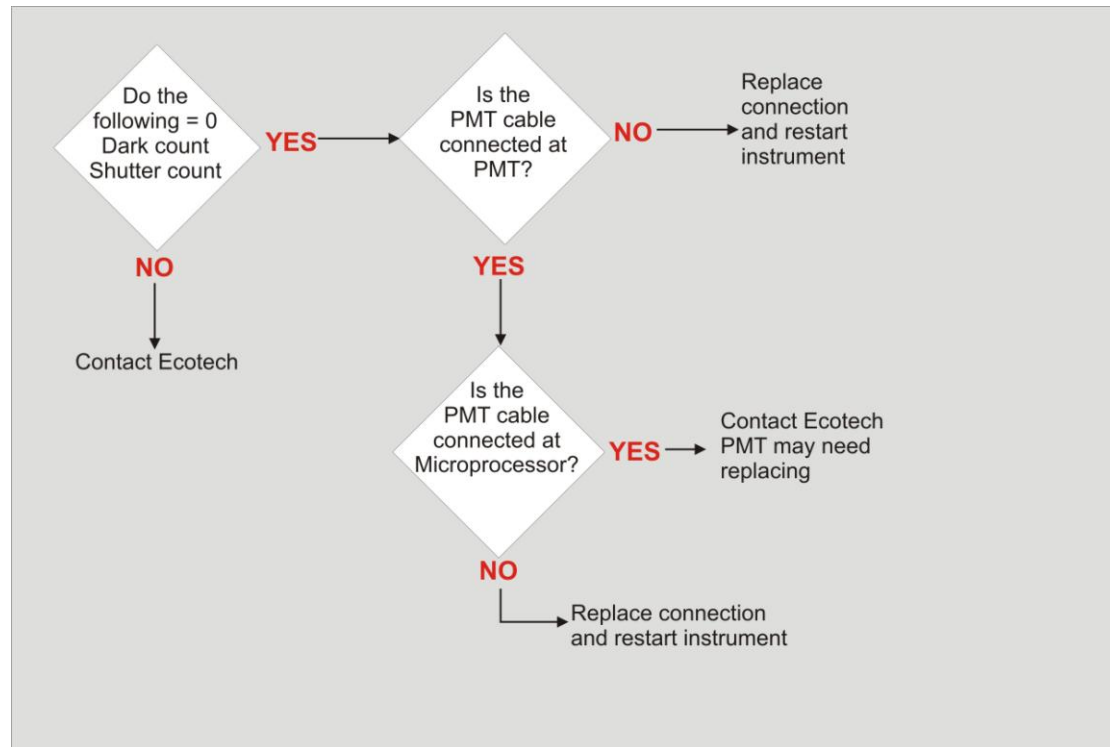 Do the
following = 0
Dark count
Shutter count
YES
Is the
PMT cable
connected at
PMT?
NO
Replace
connection
and restart
instrument
NO
Contact Ecotech
YES
Is the
PMT cable
connected at
Microprocessor?
YES
Contact Ecotech
PMT may need
replacing
NO
Replace connection
and restart instrument